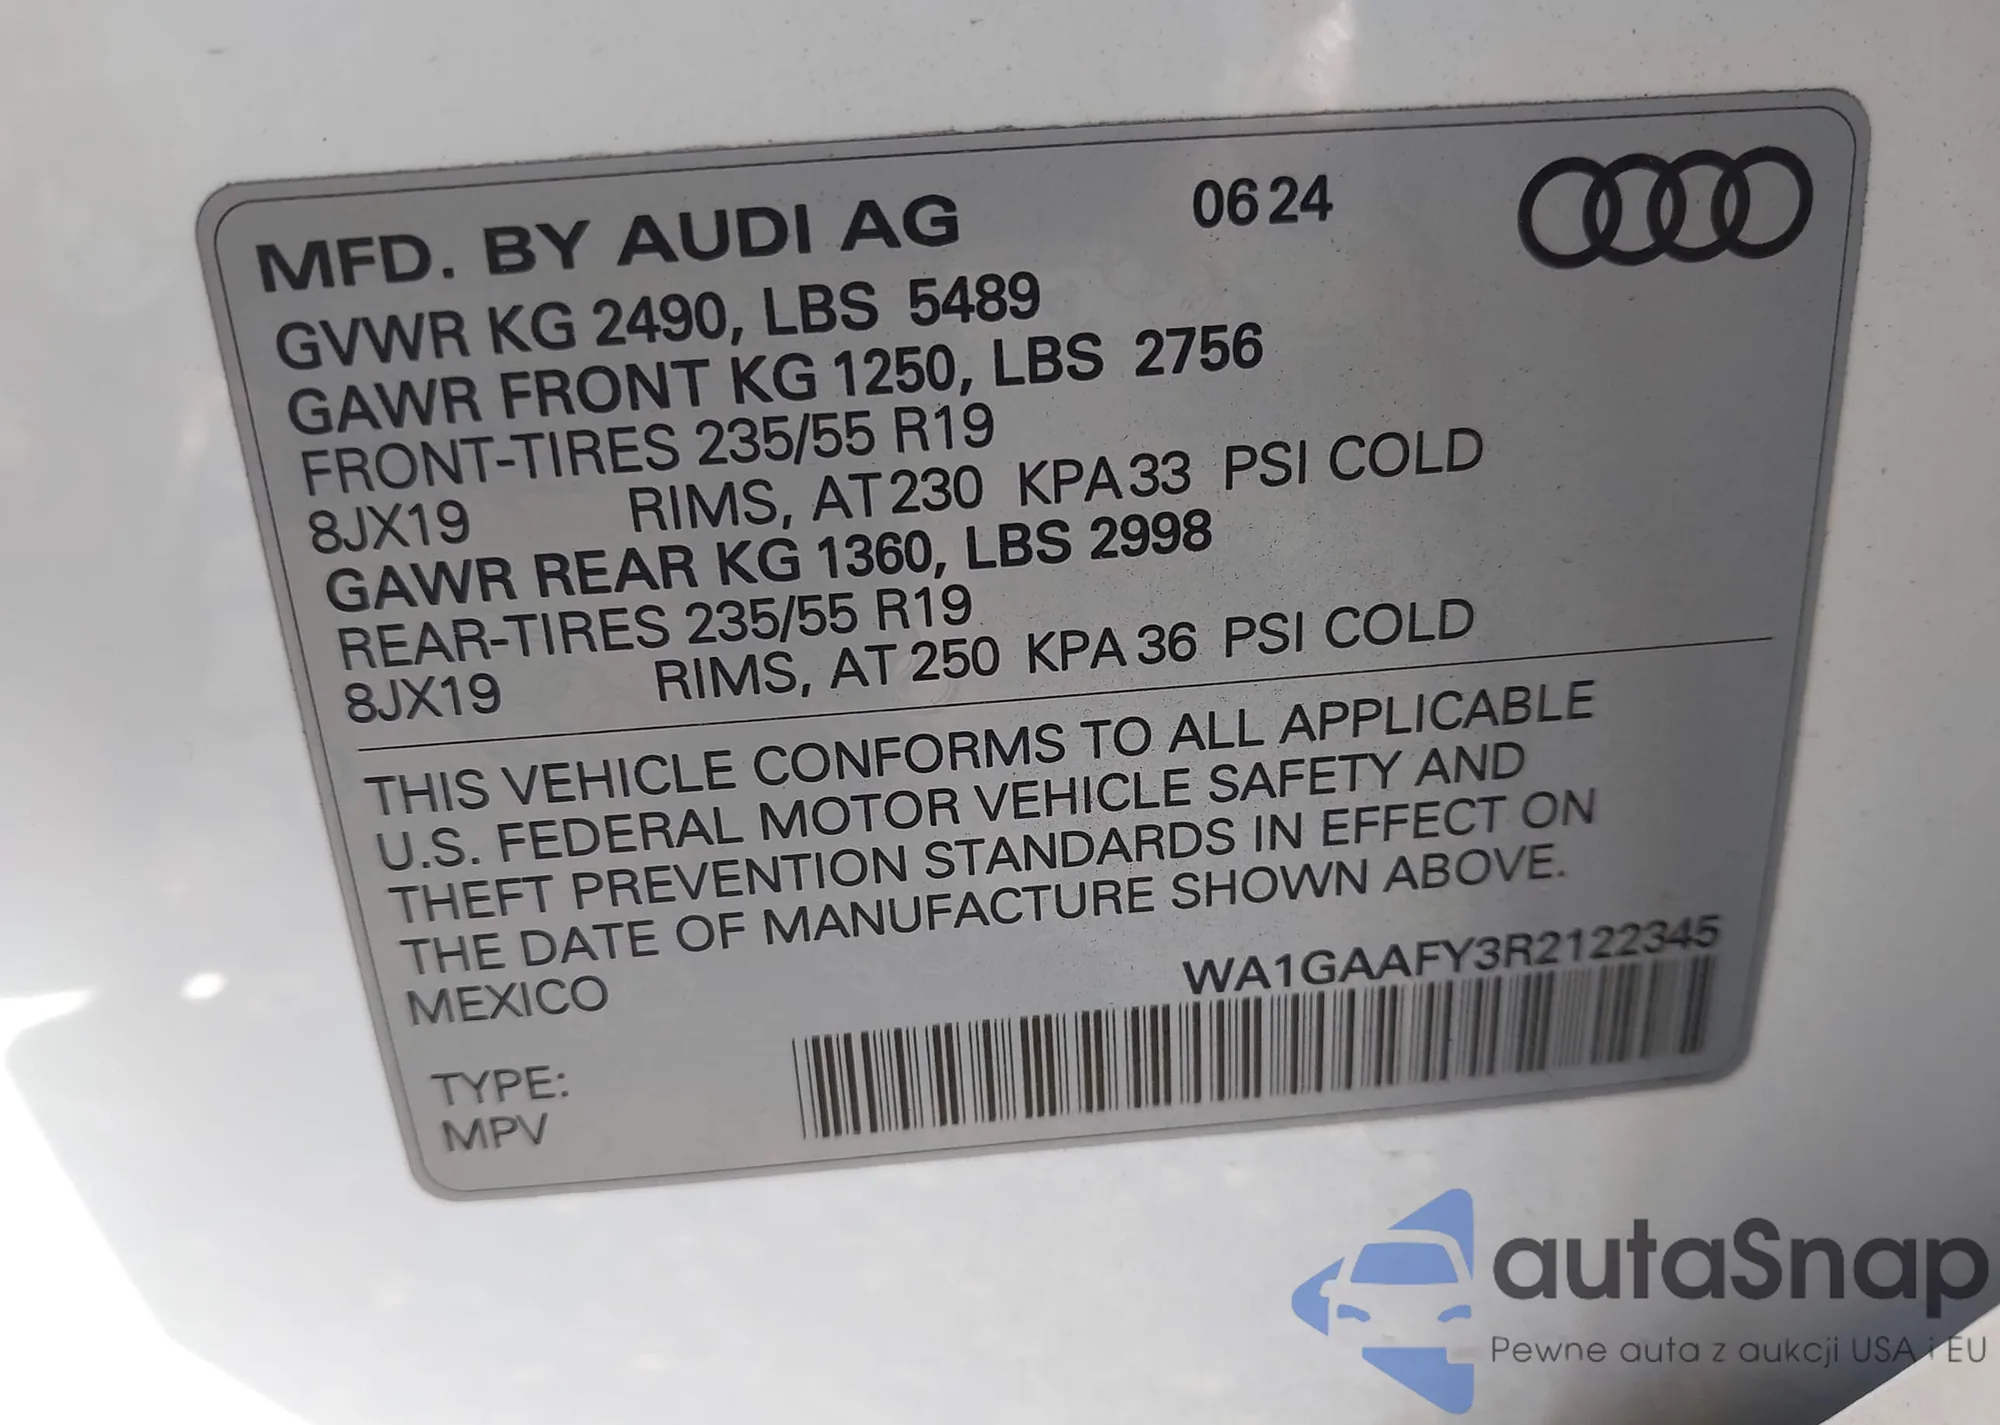 MFD. BY AUDI AG 06 24
GVWR KG 2490, LBS 5489
GAWR FRONT KG 1250, LBS 2756
FRONT-TIRES 235/55 R19
8JX19 RIMS, AT 230 KPA 33 PSI COLD
GAWR REAR KG 1360, LBS 2998
REAR-TIRES 235/55 R19
8JX19 RIMS, AT 250 KPA 36 PSI COLD
THIS VEHICLE CONFORMS TO ALL APPLICABLE
U.S. FEDERAL MOTOR VEHICLE SAFETY AND
THEFT PREVENTION STANDARDS IN EFFECT ON
THE DATE OF MANUFACTURE SHOWN ABOVE.
MEXICO WA1GAAFY3R2122345
TYPE:
MPV
autaSnap
Pewne auta z aukcji USA i EU